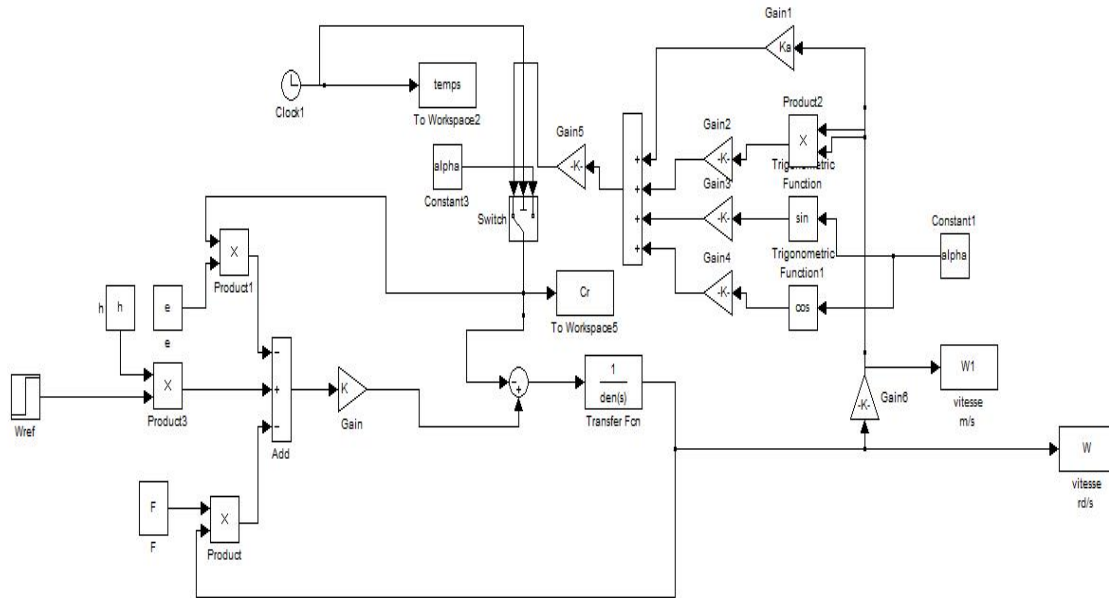 Gain1
Ka
Clock1
temps
To Workspace2
Product2
X
Gain5
-K-
Gain2
-K-
alpha
Constant3
+
+
+
+
Trigonometric
Function
Gain3
-K-
sin
Switch
Constant1
alpha
X
Product1
Gain4
-K-
Trigonometric
Function1
cos
h
h
e
e
Cr
To Workspace5
X
Product3
Wref
-
+
-
Add
K
Gain
-
+
1
den(s)
Transfer Fcn
-K-
Gain6
W1
vitesse
m/s
W
vitesse
rd/s
F
F
X
Product